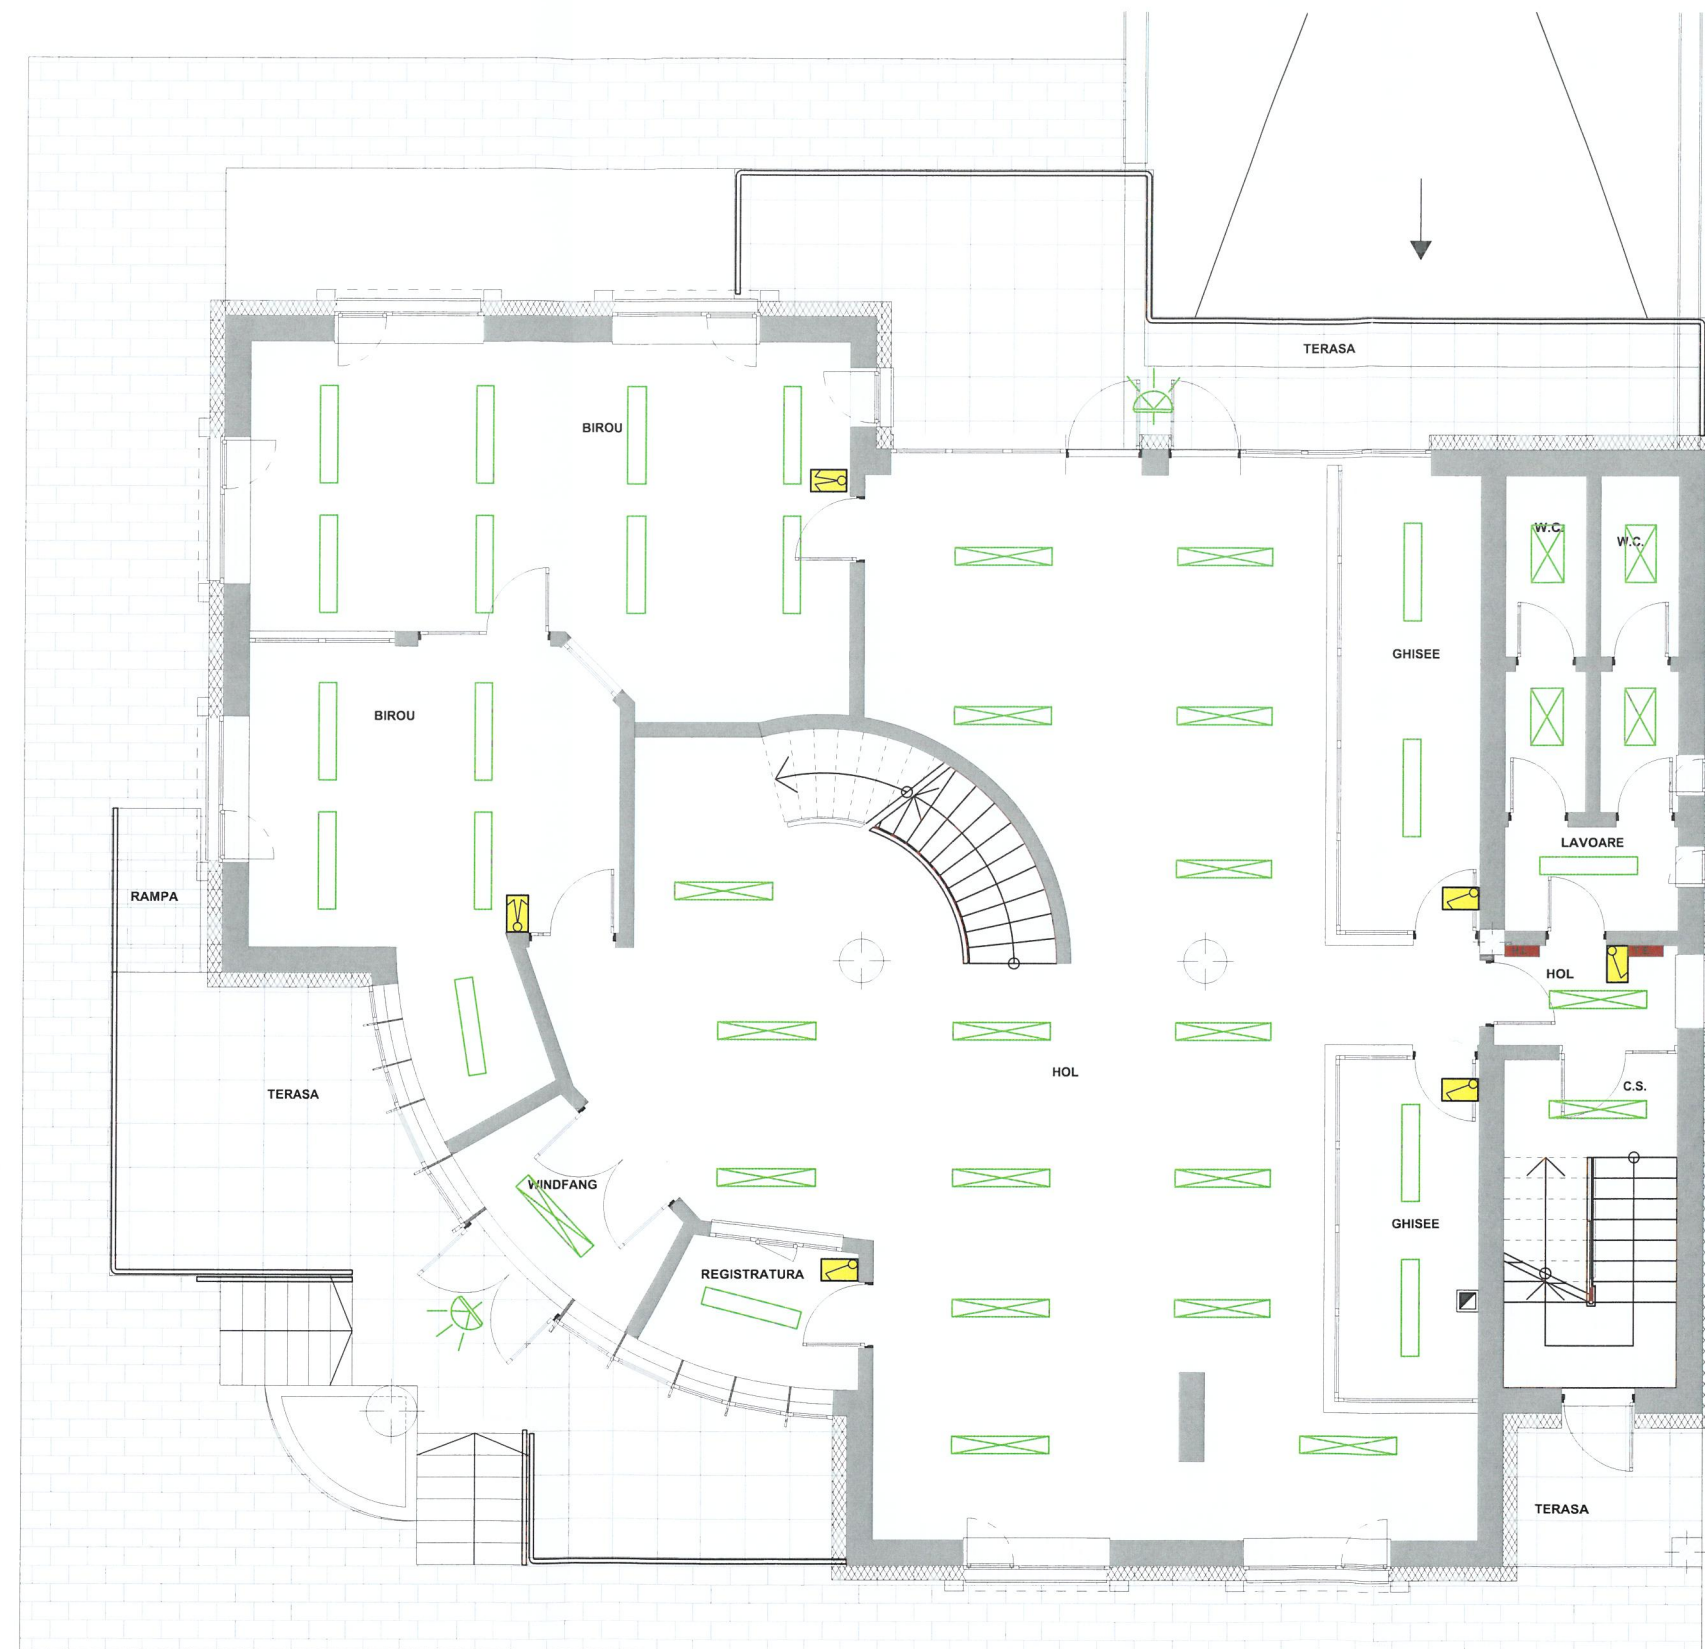 TERASA
BIROU
W.C.
W.C.
GHISEE
BIROU
LAVOARE
RAMPA
HOL
HOL
C.S.
TERASA
WINDFANG
GHISEE
REGISTRATURA
TERASA